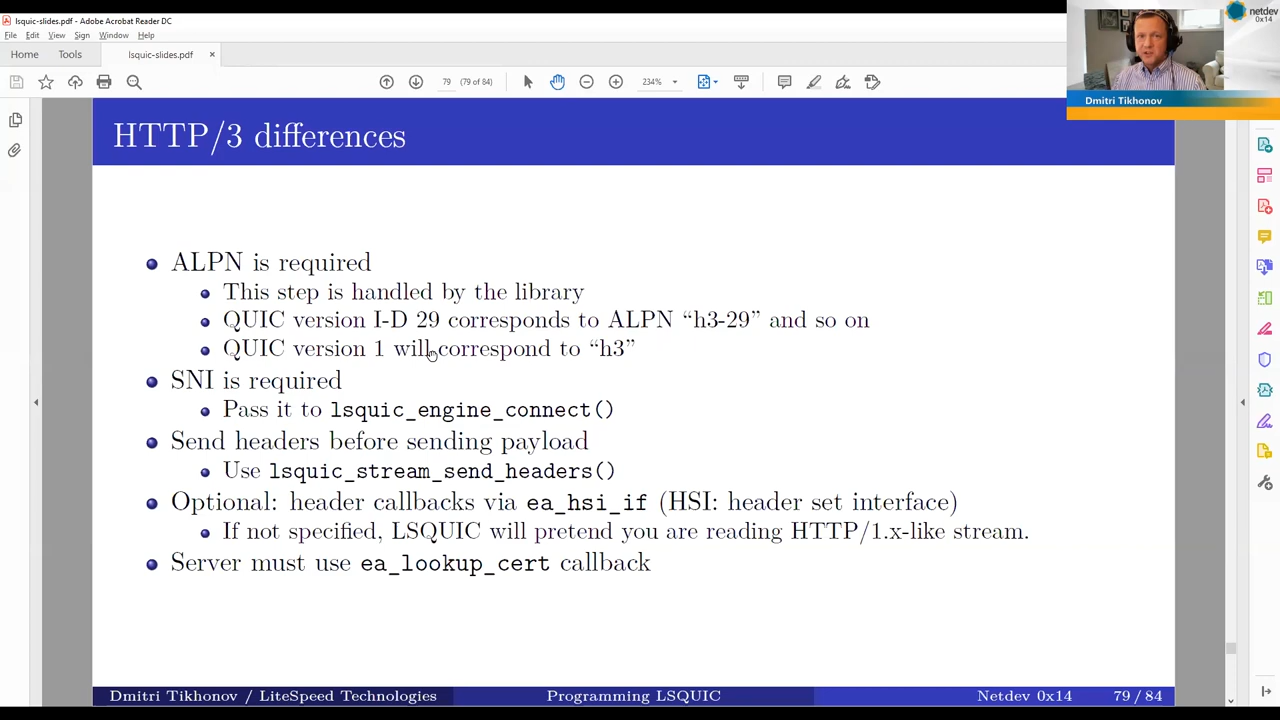 lsquic-slides.pdf - Adobe Acrobat Reader DC
File Edit View Sign Window Help
Home Tools lsquic-slides.pdf ×
79 (79 of 84) 234%
netdev
0x14
Dmitri Tikhonov
HTTP/3 differences
ALPN is required
This step is handled by the library
QUIC version I-D 29 corresponds to ALPN “h3-29” and so on
QUIC version 1 will correspond to “h3”
SNI is required
Pass it to lsquic_engine_connect()
Send headers before sending payload
Use lsquic_stream_send_headers()
Optional: header callbacks via ea_hsi_if (HSI: header set interface)
If not specified, LSQUIC will pretend you are reading HTTP/1.x-like stream.
Server must use ea_lookup_cert callback
Dmitri Tikhonov / LiteSpeed Technologies Programming LSQUIC Netdev 0x14 79 / 84